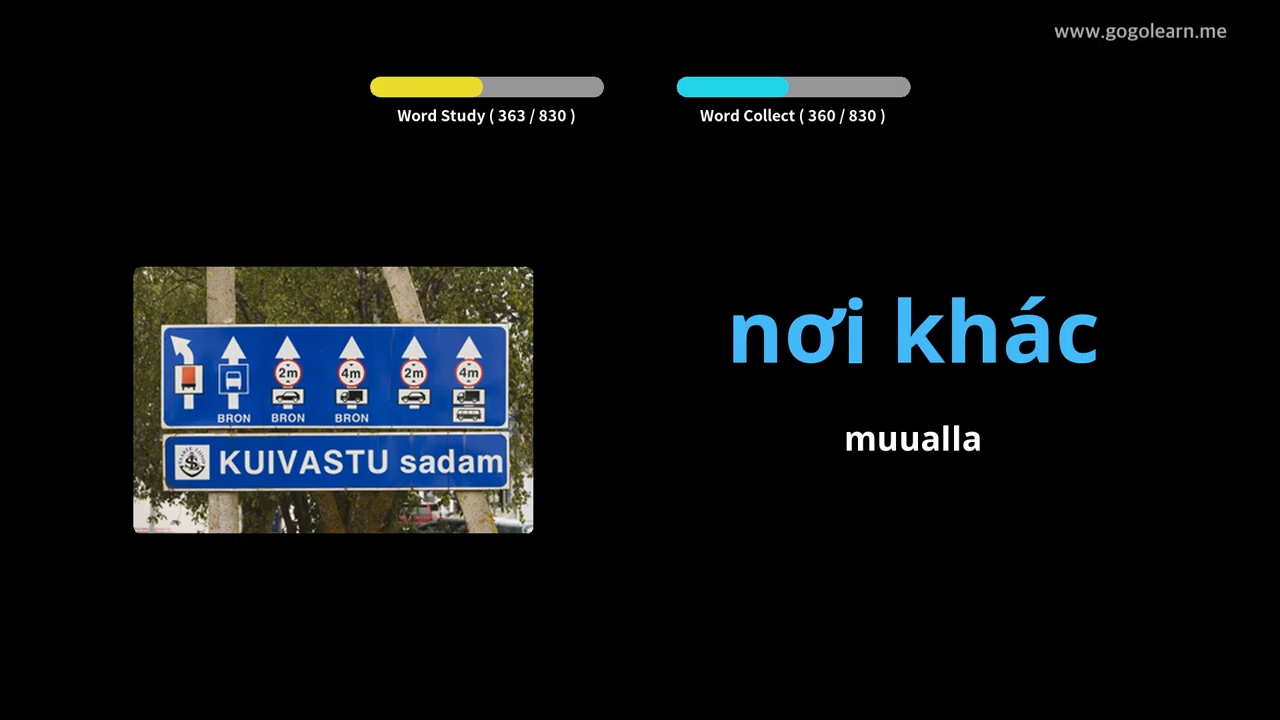 www.gogolearn.me
Word Study ( 363 / 830 )
Word Collect ( 360 / 830 )
2m 4m 2m 4m
BRON BRON BRON
KUIVASTU sadam
nơi khác
muualla